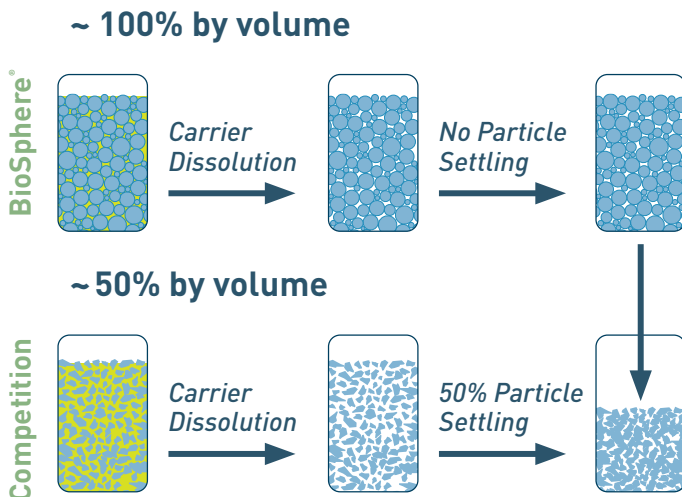 ~ 100% by volume
BioSphere®
Carrier
Dissolution
No Particle
Settling
~ 50% by volume
Competition
Carrier
Dissolution
50% Particle
Settling